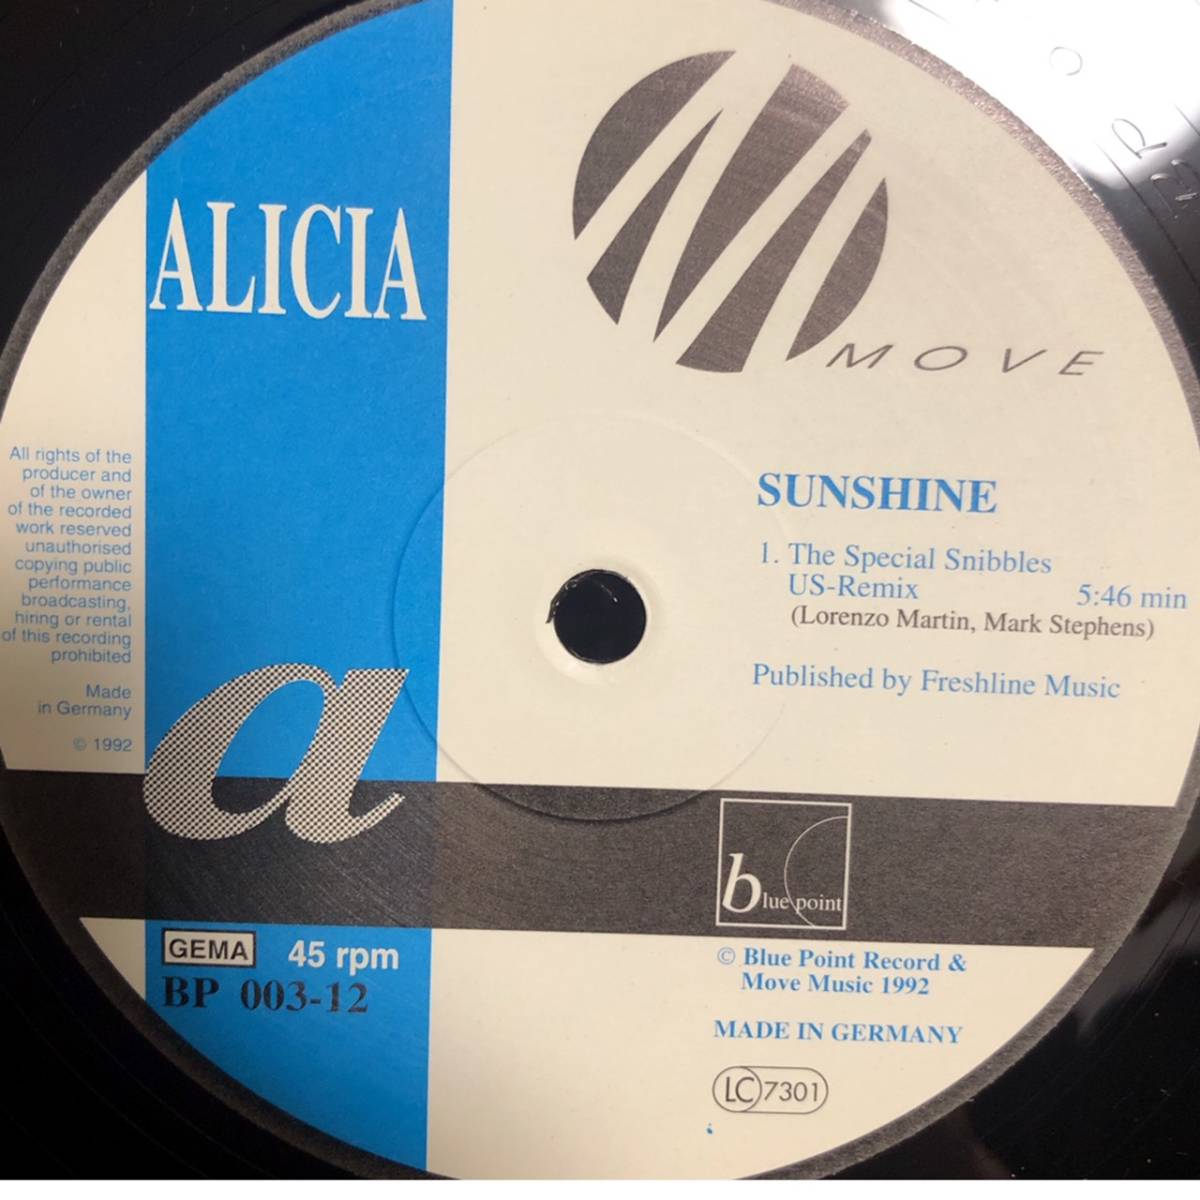 ALICIA
MOVE
All rights of the
producer and
of the owner
of the recorded
work reserved
unauthorised
copying public
performance
broadcasting,
hiring or rental
of this recording
prohibited
Made
in Germany
© 1992
SUNSHINE
1. The Special Snibbles
US-Remix 5:46 min
(Lorenzo Martin, Mark Stephens)
Published by Freshline Music
a
blue point
GEMA 45 rpm
BP 003-12
© Blue Point Record &
Move Music 1992
MADE IN GERMANY
LC 7301